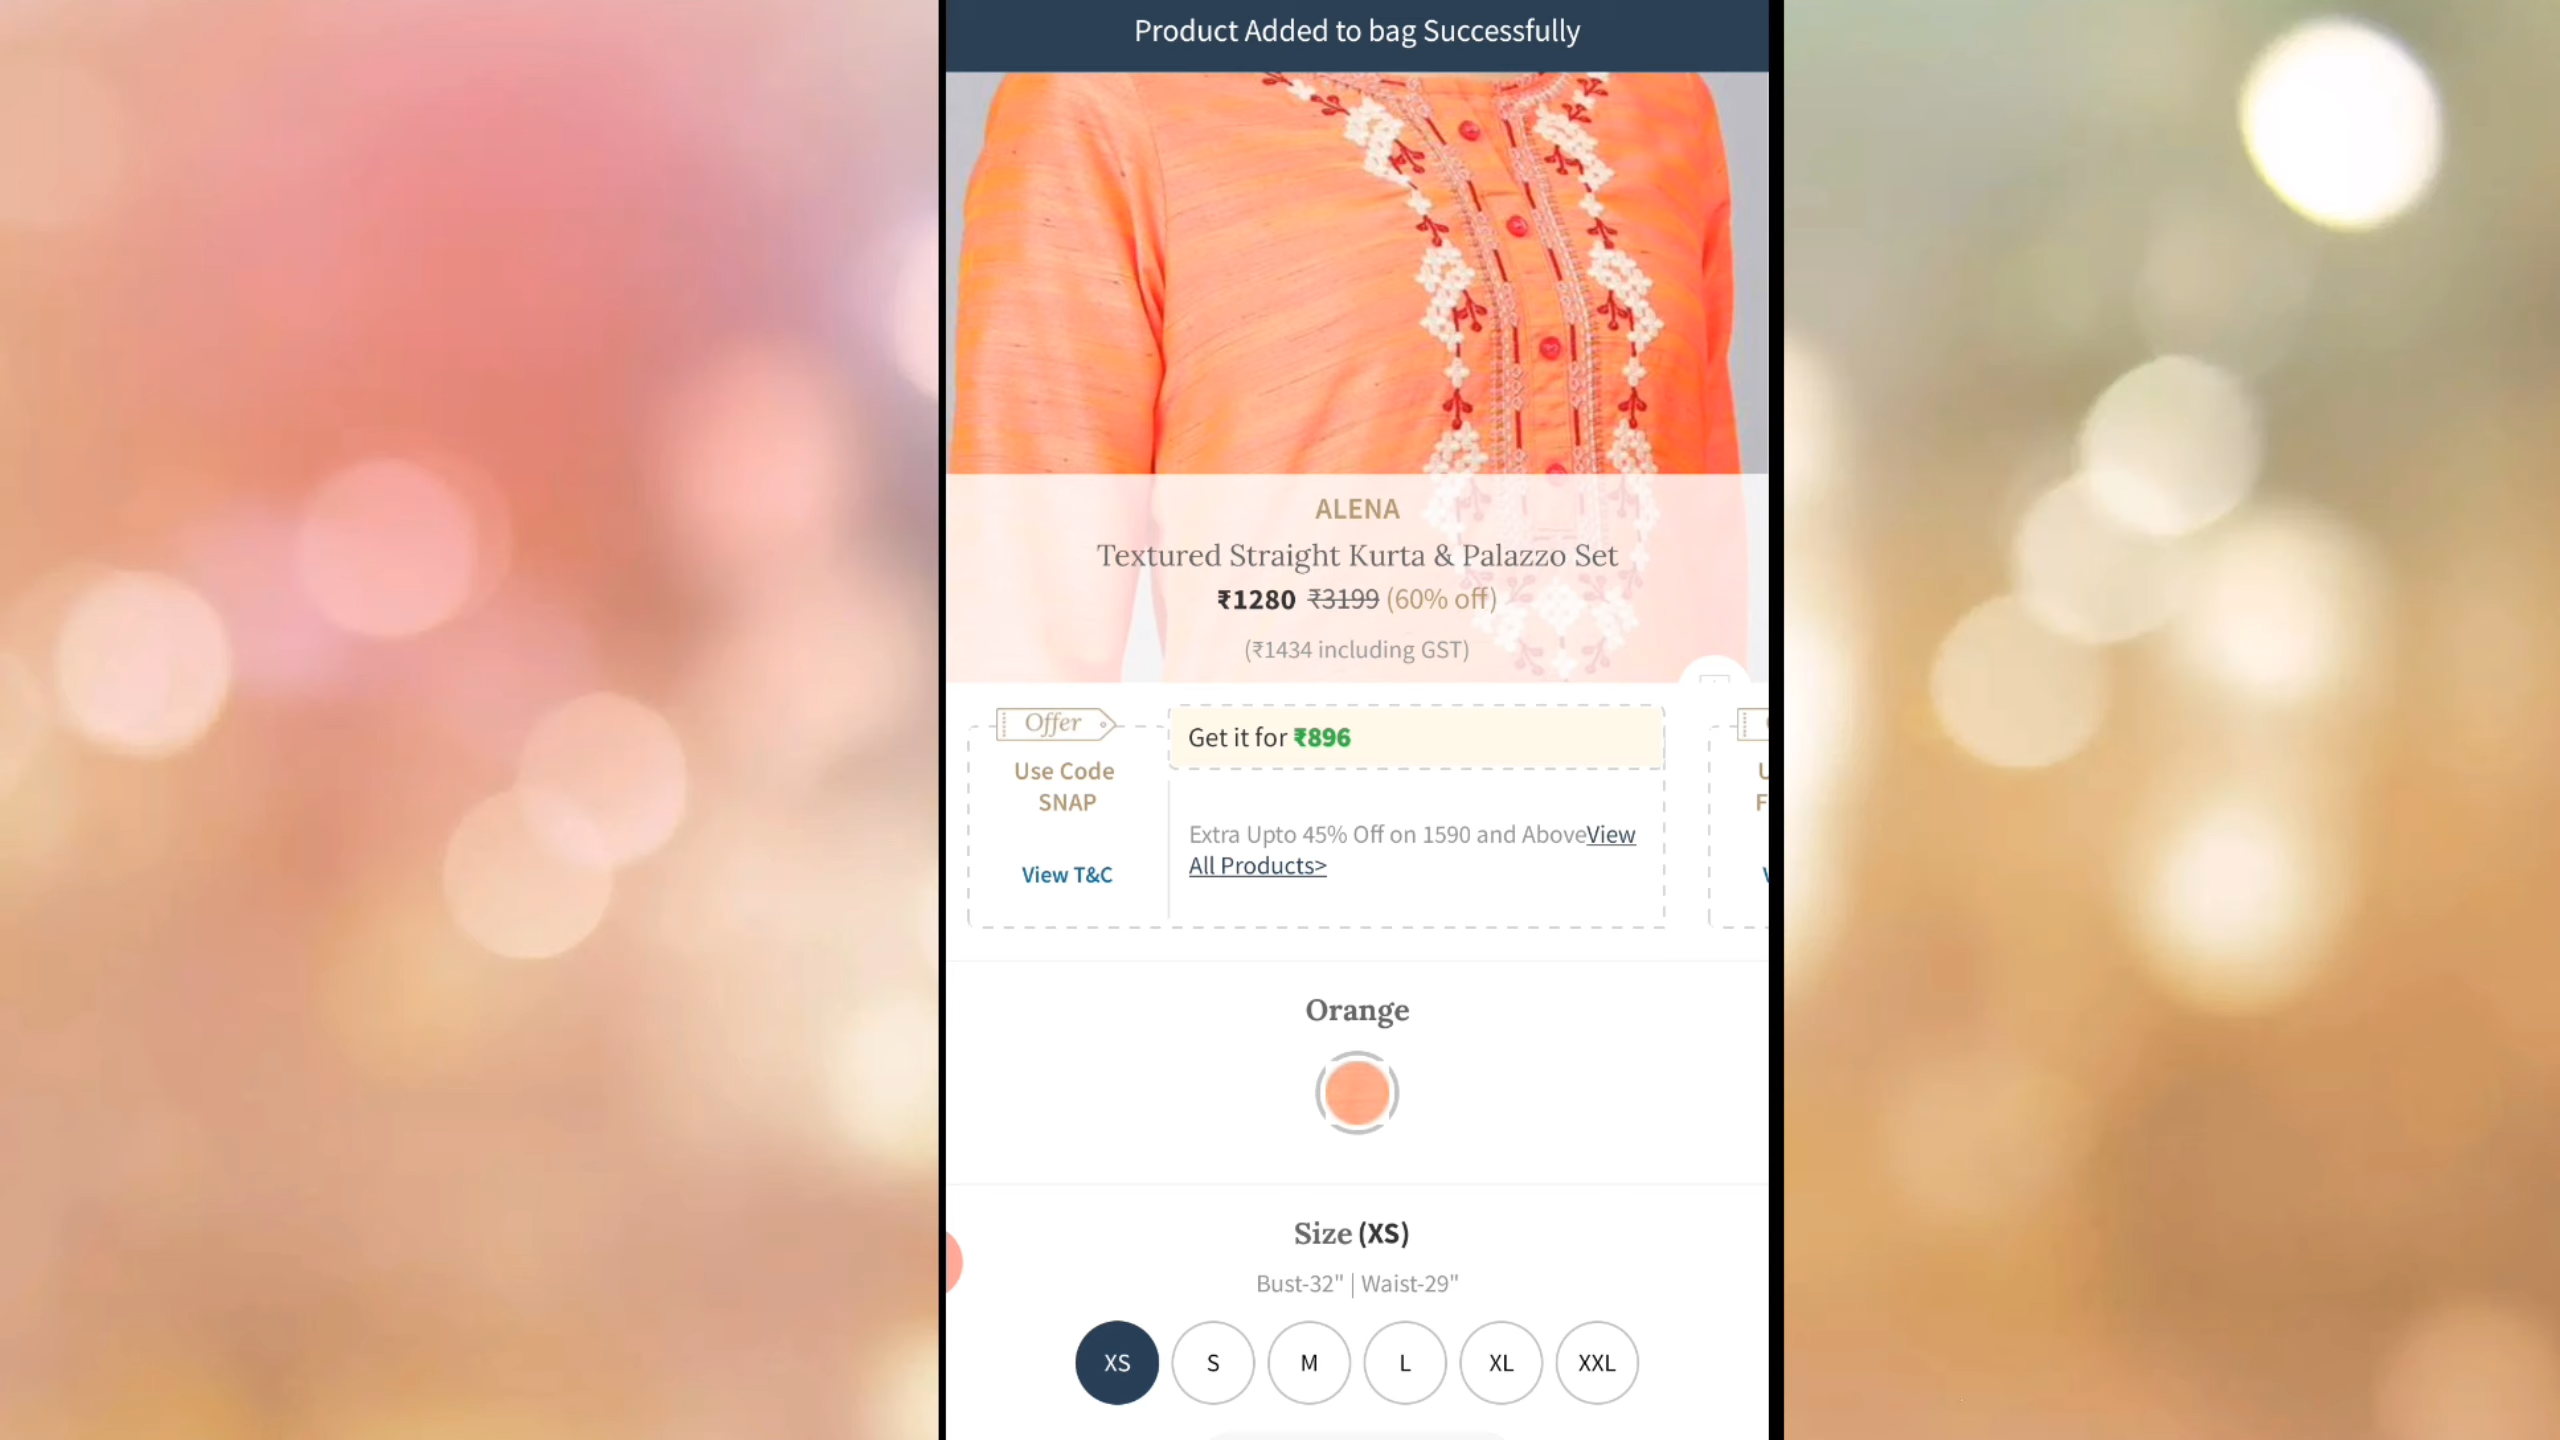 Product Added to bag Successfully
ALENA
Textured Straight Kurta & Palazzo Set
₹1280 ₹3199 (60% off)
(₹1434 including GST)
Offer
Use Code
SNAP
View T&C
Get it for ₹896
Extra Upto 45% Off on 1590 and AboveView
All Products>
Orange
Size (XS)
Bust-32" | Waist-29"
XS S M L XL XXL